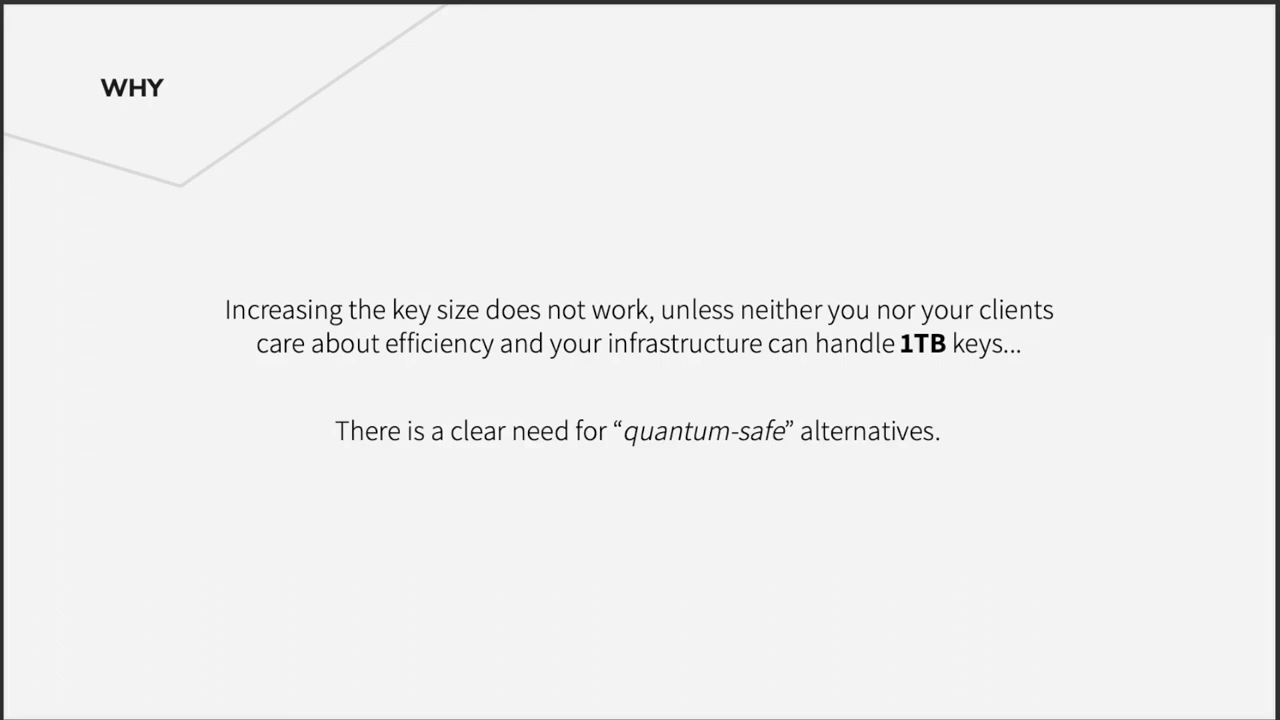 WHY
Increasing the key size does not work, unless neither you nor your clients
care about efficiency and your infrastructure can handle 1TB keys...
There is a clear need for “quantum-safe” alternatives.